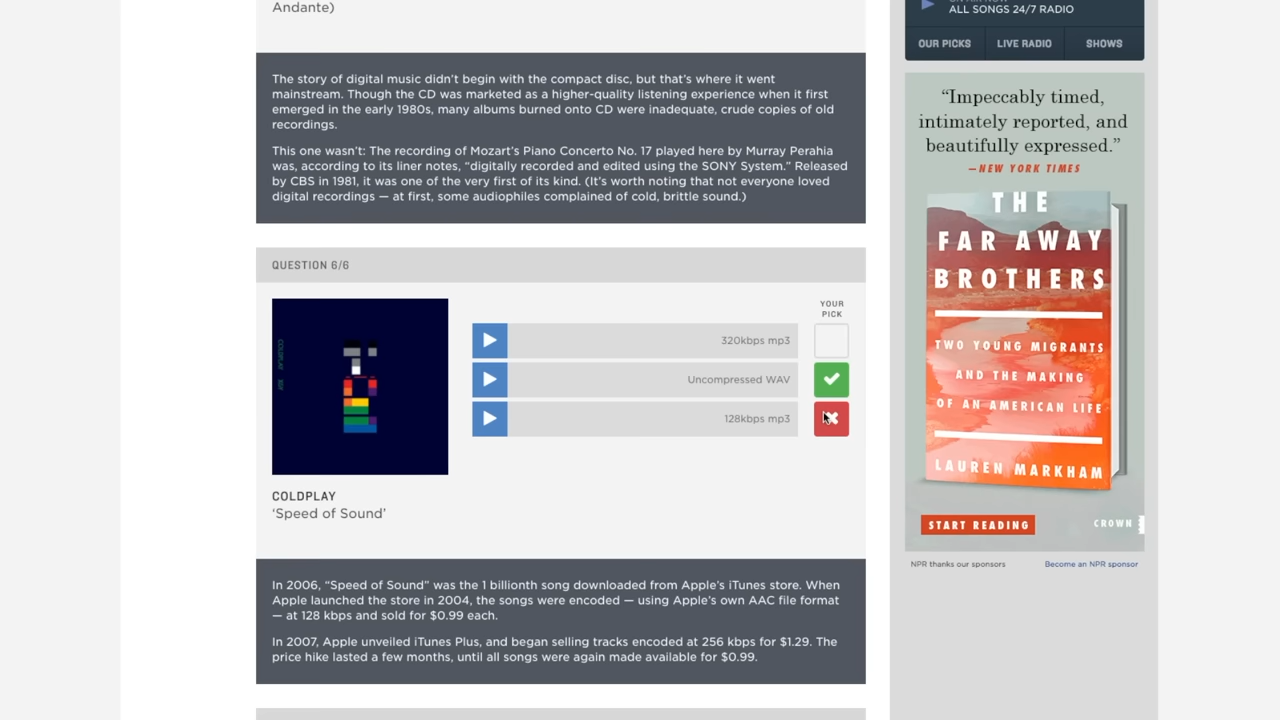 Andante)
The story of digital music didn’t begin with the compact disc, but that’s where it went
mainstream. Though the CD was marketed as a higher-quality listening experience when it first
emerged in the early 1980s, many albums burned onto CD were inadequate, crude copies of old
recordings.
This one wasn’t: The recording of Mozart’s Piano Concerto No. 17 played here by Murray Perahia
was, according to its liner notes, “digitally recorded and edited using the SONY System.” Released
by CBS in 1981, it was one of the very first of its kind. (It’s worth noting that not everyone loved
digital recordings — at first, some audiophiles complained of cold, brittle sound.)
QUESTION 6/6
YOUR
PICK
320kbps mp3
Uncompressed WAV
128kbps mp3
COLDPLAY
COLDPLAY
‘Speed of Sound’
In 2006, “Speed of Sound” was the 1 billionth song downloaded from Apple’s iTunes store. When
Apple launched the store in 2004, the songs were encoded — using Apple’s own AAC file format
— at 128 kbps and sold for $0.99 each.
In 2007, Apple unveiled iTunes Plus, and began selling tracks encoded at 256 kbps for $1.29. The
price hike lasted a few months, until all songs were again made available for $0.99.
ALL SONGS 24/7 RADIO
OUR PICKS
LIVE RADIO
SHOWS
“Impeccably timed,
intimately reported, and
beautifully expressed.”
—NEW YORK TIMES
THE
FAR AWAY
BROTHERS
TWO YOUNG MIGRANTS
AND THE MAKING
OF AN AMERICAN LIFE
LAUREN MARKHAM
START READING
CROWN
NPR thanks our sponsors
Become an NPR sponsor